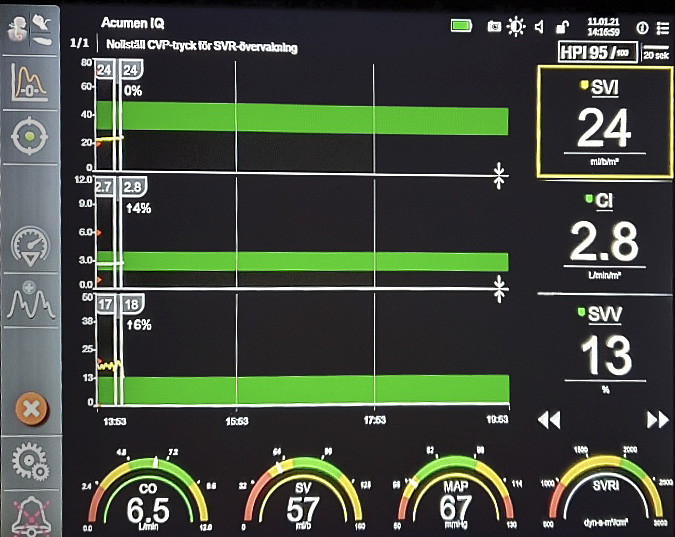 Acumen IQ
11.01.21
14:16:59
1/1 Nollställ CVP-tryck för SVR-övervakning
HPI 95 /100
20 sek
80
60
40
20
0
24 24
0%
SVI
24
ml/b/m²
12.0
9.0
6.0
3.0
0.0
2.7 2.8
↑4%
CI
2.8
L/min/m²
50
38
25
13
0
17 18
↑6%
SVV
13
%
13:53 15:53 17:53 19:53
-0-
0.0 2.4 4.8 7.2 9.6 12.0
CO
6.5
L/min
0 32 64 96 128 160
SV
57
ml/b
50 66 82 98 114 130
MAP
67
mmHg
500 1000 1500 2000 2500 3000
SVRI
dyn-s-m²/cm⁵